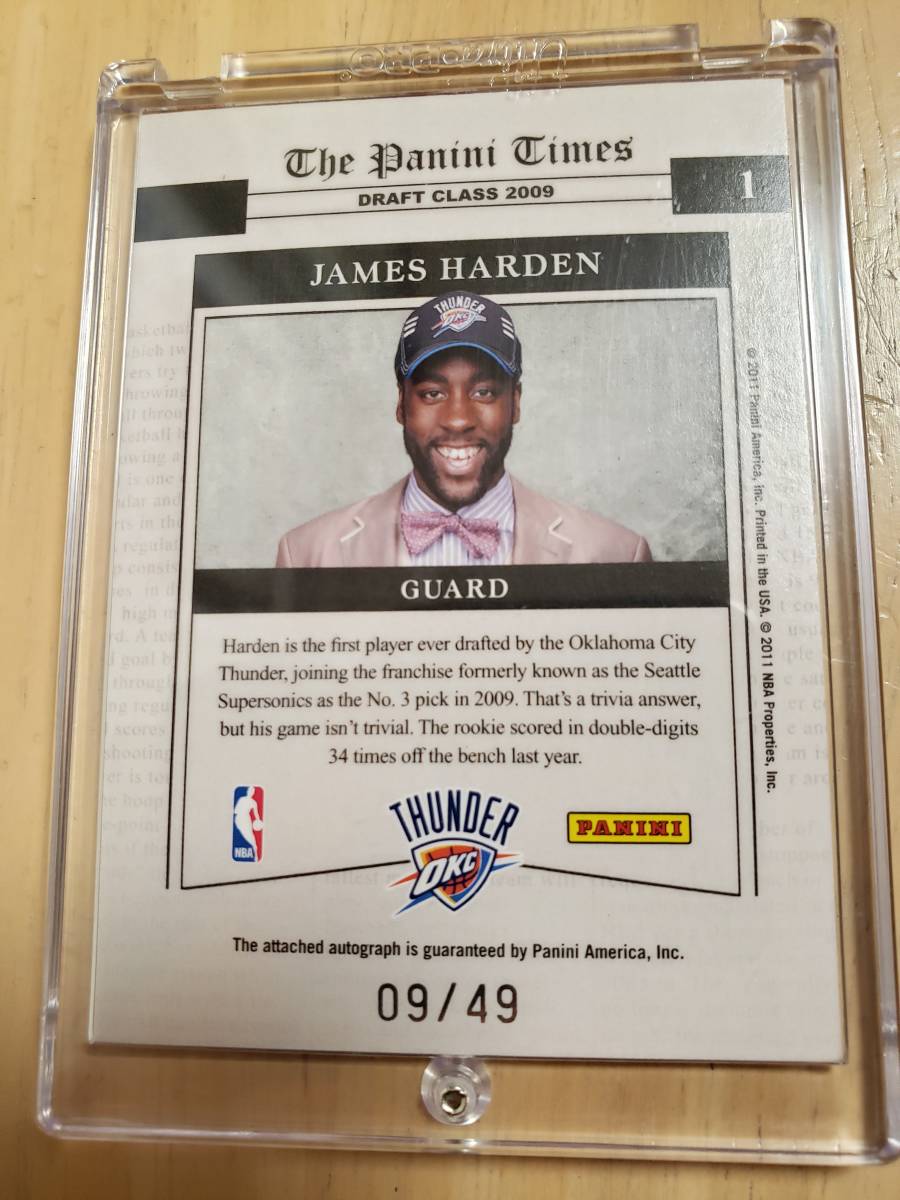 The Panini Times
DRAFT CLASS 2009
1
JAMES HARDEN
THUNDER
OKC
GUARD
Harden is the first player ever drafted by the Oklahoma City
Thunder, joining the franchise formerly known as the Seattle
Supersonics as the No. 3 pick in 2009. That's a trivia answer,
but his game isn't trivial. The rookie scored in double-digits
34 times off the bench last year.
NBA
THUNDER
OKC
PANINI
The attached autograph is guaranteed by Panini America, Inc.
09/49
© 2011 Panini America, Inc. Printed in the USA. © 2011 NBA Properties, Inc.